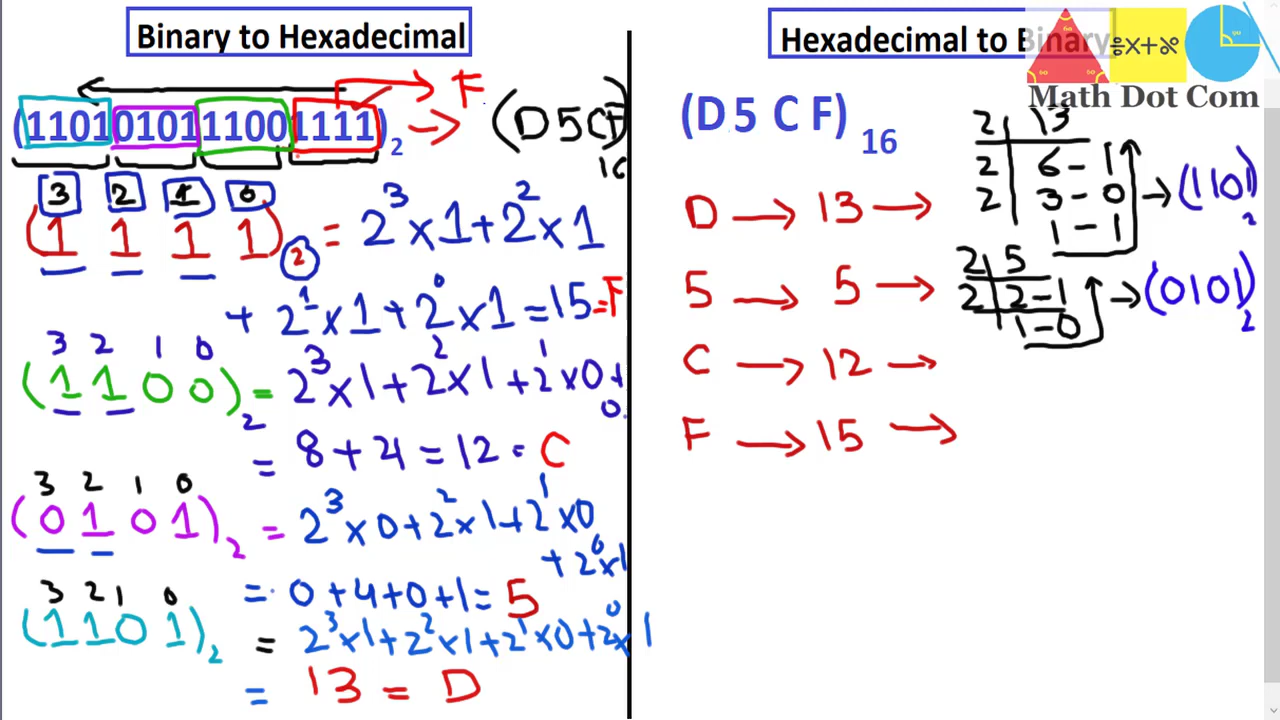 Binary to Hexadecimal
(1101010111001111)2 → (D5CF)16
→ F
3 2 1 0
(1 1 1 1)2 = 2^3 x 1 + 2^2 x 1
+ 2^1 x 1 + 2^0 x 1 = 15 = F
3 2 1 0
(1 1 0 0)2 = 2^3 x 1 + 2^2 x 1 + 2^1 x 0 +
0
= 8 + 4 = 12 = C
3 2 1 0
(0 1 0 1)2 = 2^3 x 0 + 2^2 x 1 + 2^1 x 0
+ 2^0 x 1
= 0 + 4 + 0 + 1 = 5
3 2 1 0
(1 1 0 1)2 = 2^3 x 1 + 2^2 x 1 + 2^1 x 0 + 2^0 x 1
= 13 = D
Hexadecimal to Binary
÷×+
Math Dot Com
(D 5 C F)16
D → 13 →
2 | 13
2 | 6 - 1
2 | 3 - 0
1 - 1
→ (1101)2
5 → 5 →
2 | 5
2 | 2 - 1
1 - 0
→ (0101)2
C → 12 →
F → 15 →